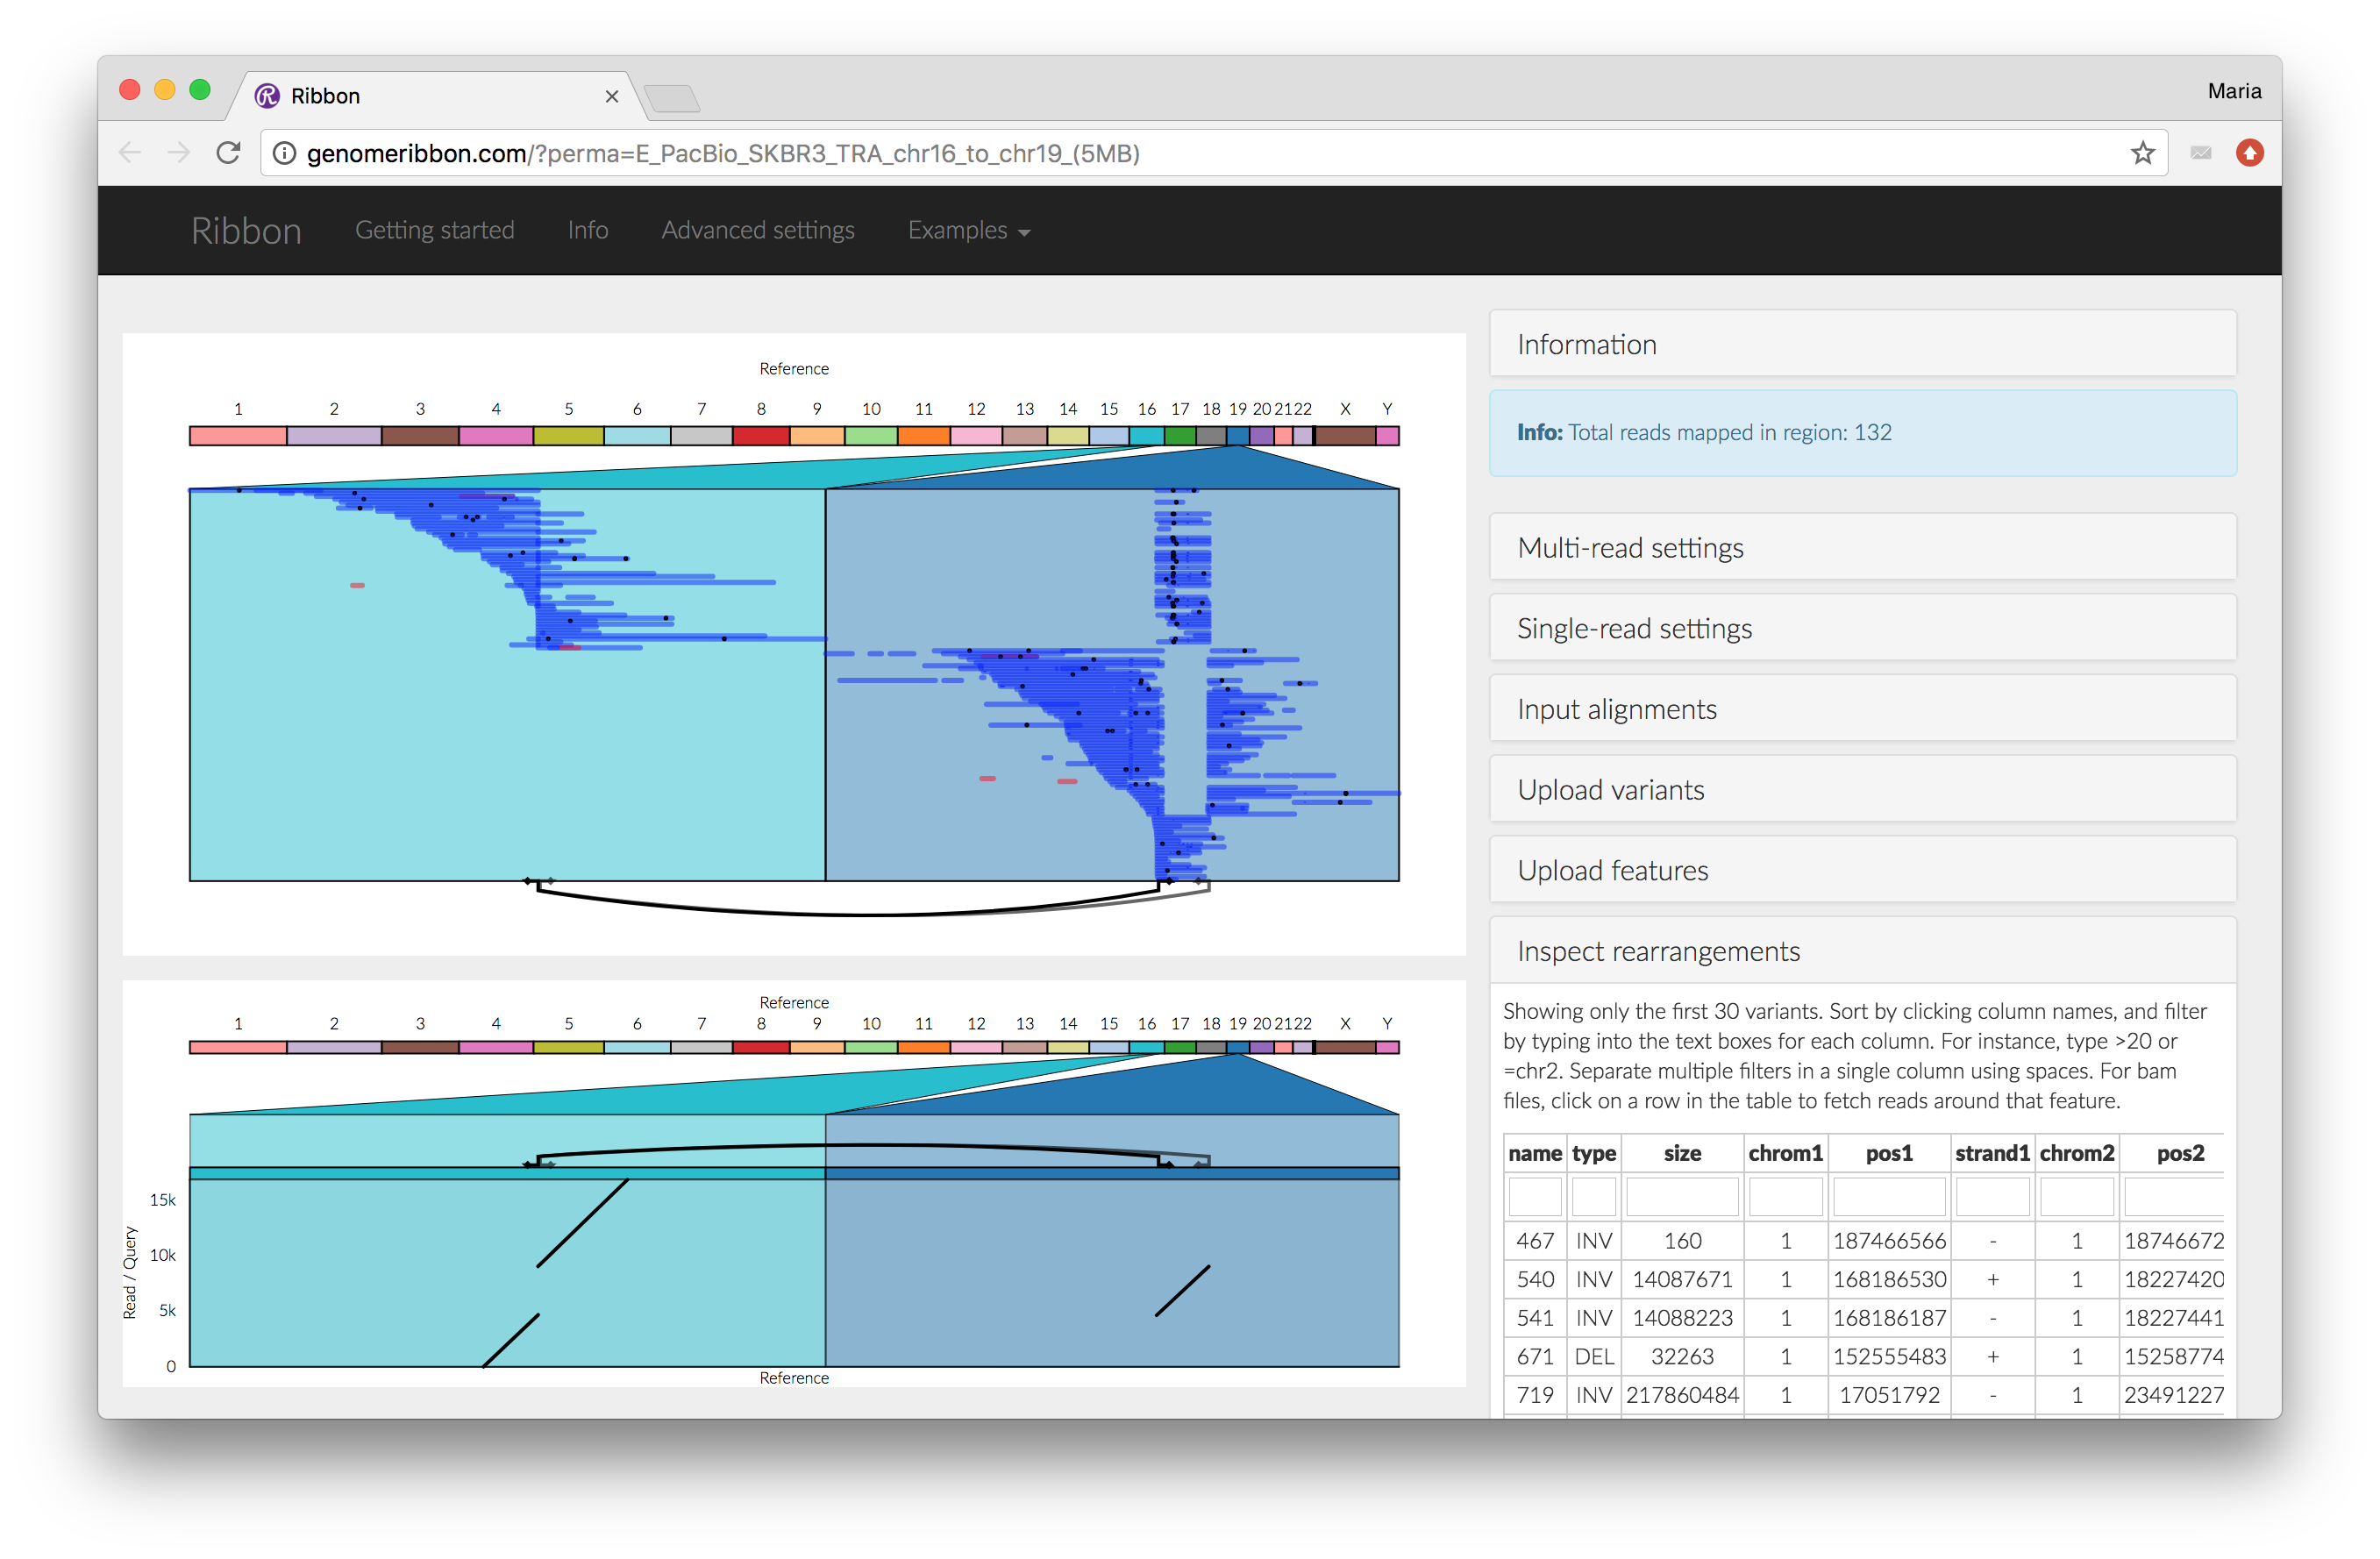 Ribbon
Maria
genomeribbon.com/?perma=E_PacBio_SKBR3_TRA_chr16_to_chr19_(5MB)
Ribbon Getting started Info Advanced settings Examples
Reference
1 2 3 4 5 6 7 8 9 10 11 12 13 14 15 16 17 18 19 20 21 22 X Y
Reference
1 2 3 4 5 6 7 8 9 10 11 12 13 14 15 16 17 18 19 20 21 22 X Y
15k
10k
5k
0
Read / Query
Reference
Information
Info: Total reads mapped in region: 132
Multi-read settings
Single-read settings
Input alignments
Upload variants
Upload features
Inspect rearrangements
Showing only the first 30 variants. Sort by clicking column names, and filter
by typing into the text boxes for each column. For instance, type >20 or
=chr2. Separate multiple filters in a single column using spaces. For bam
files, click on a row in the table to fetch reads around that feature.
name type size chrom1 pos1 strand1 chrom2 pos2
467 INV 160 1 187466566 - 1 18746672
540 INV 14087671 1 168186530 + 1 18227420
541 INV 14088223 1 168186187 - 1 18227441
671 DEL 32263 1 152555483 + 1 15258774
719 INV 217860484 1 17051792 - 1 23491227